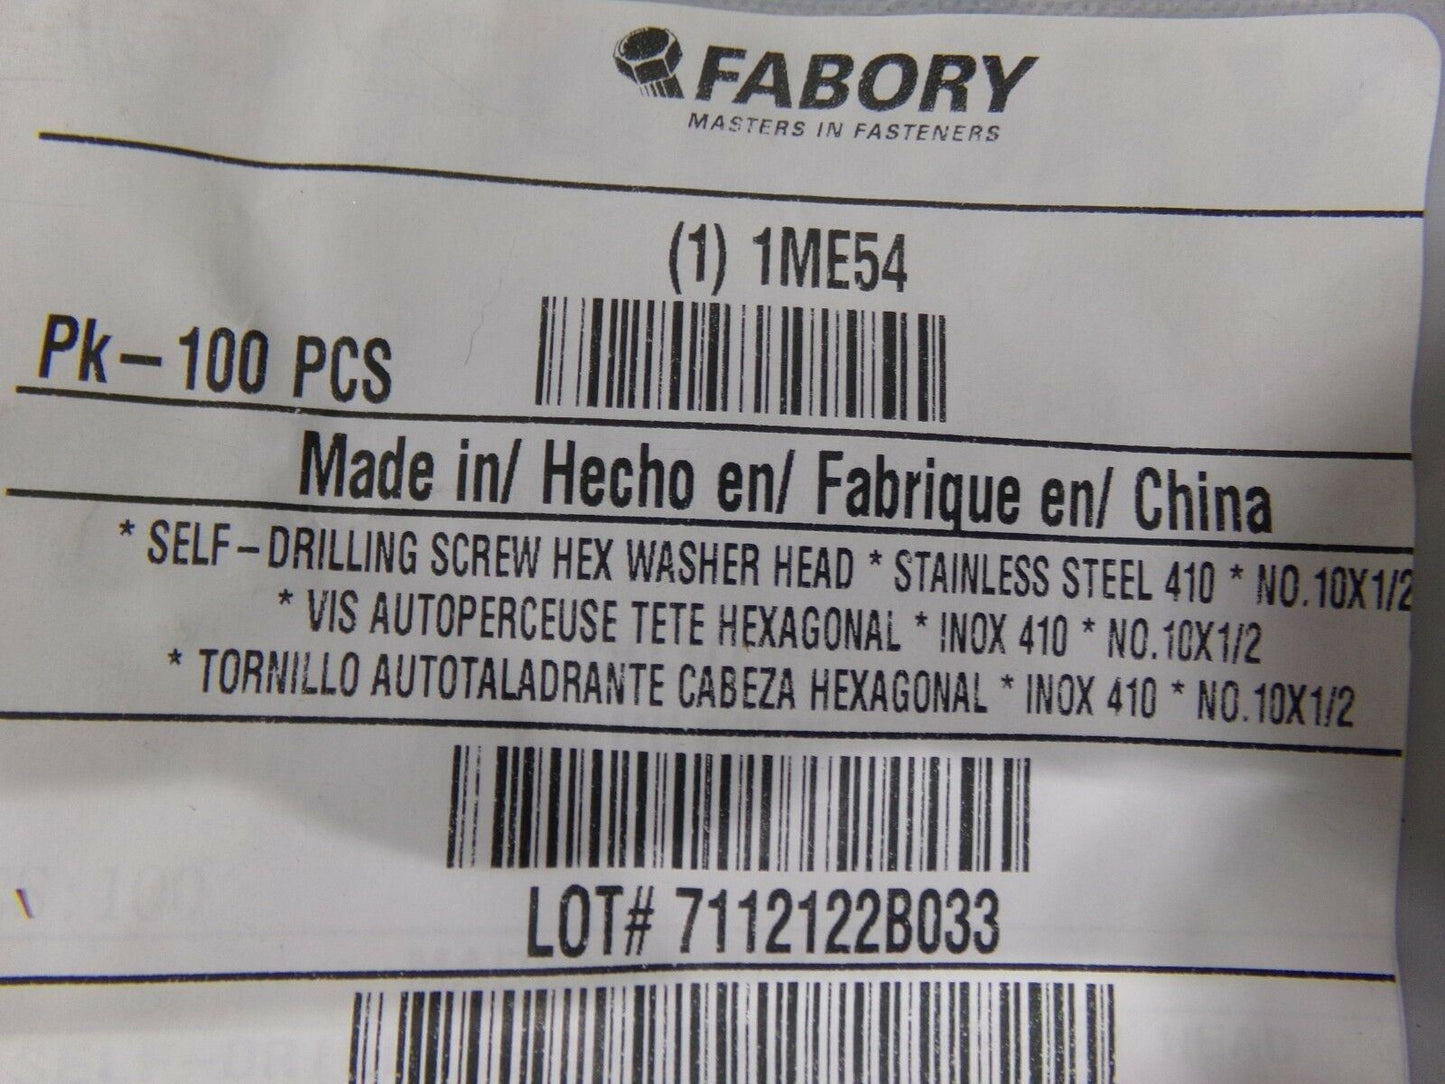 FABORY
MASTERS IN FASTENERS
(1) 1ME54
Pk-100 PCS
Made in/ Hecho en/ Fabrique en/ China
* SELF-DRILLING SCREW HEX WASHER HEAD * STAINLESS STEEL 410 * NO.10X1/2
* VIS AUTOPERCEUSE TETE HEXAGONAL * INOX 410 * NO.10X1/2
* TORNILLO AUTOTALADRANTE CABEZA HEXAGONAL * INOX 410 * NO.10X1/2
LOT# 7112122B033